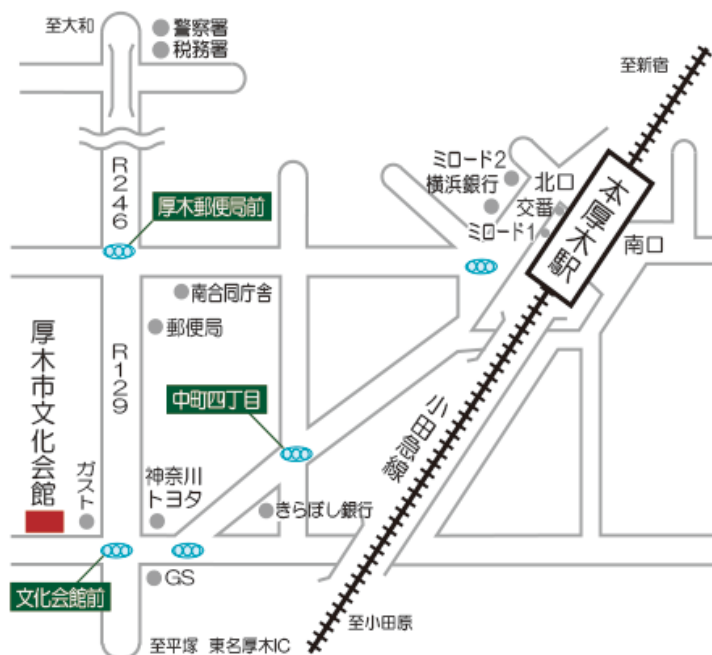 至大和
警察署
税務署
至新宿
R246
厚木郵便局前
ミロード2
横浜銀行
北口
交番
ミロード1
本厚木駅
南口
南合同庁舎
郵便局
R129
厚木市文化会館
中町四丁目
小田急線
ガスト
神奈川
トヨタ
きらぼし銀行
文化会館前
GS
至小田原
至平塚 東名厚木IC